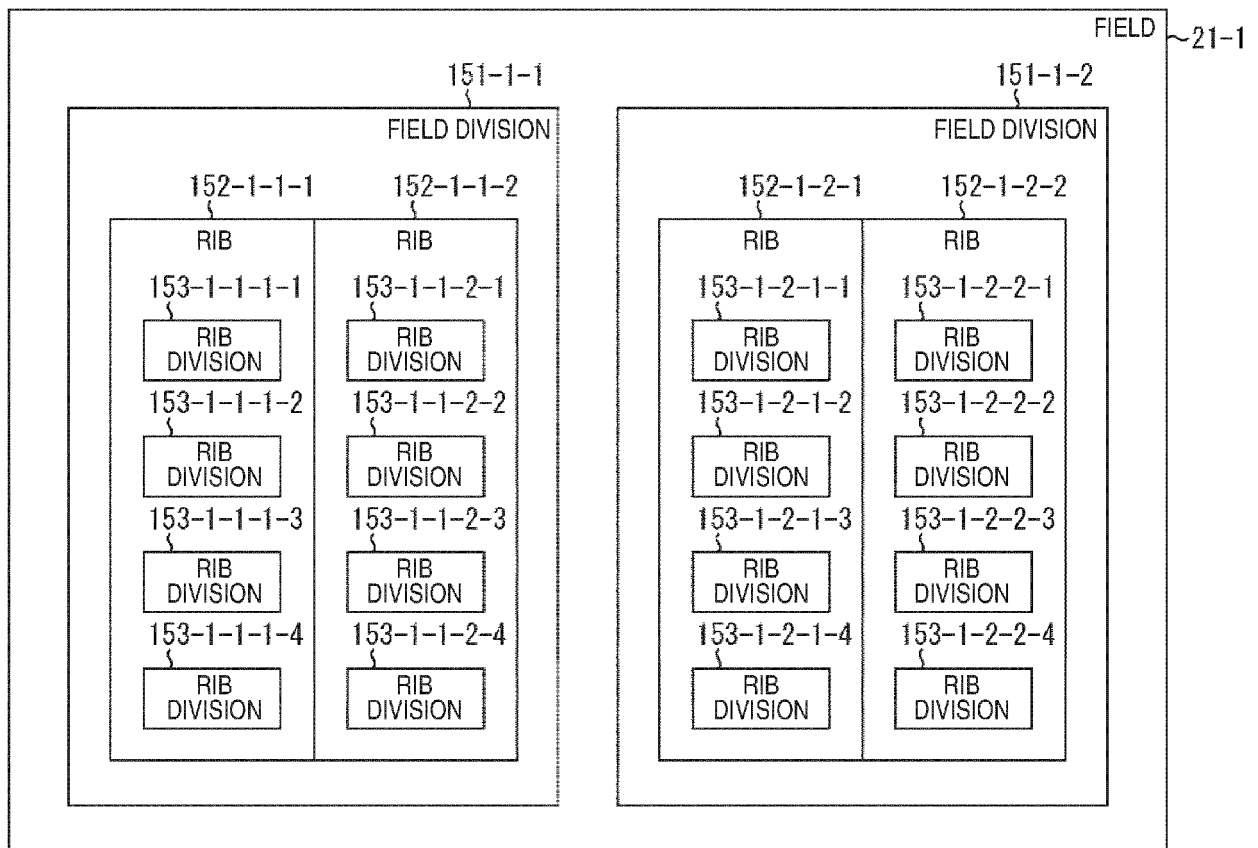 FIELD
21-1
151-1-1
151-1-2
FIELD DIVISION
FIELD DIVISION
152-1-1-1
152-1-1-2
152-1-2-1
152-1-2-2
RIB
RIB
RIB
RIB
153-1-1-1-1
153-1-1-2-1
153-1-2-1-1
153-1-2-2-1
RIB
DIVISION
RIB
DIVISION
RIB
DIVISION
RIB
DIVISION
153-1-1-1-2
153-1-1-2-2
153-1-2-1-2
153-1-2-2-2
RIB
DIVISION
RIB
DIVISION
RIB
DIVISION
RIB
DIVISION
153-1-1-1-3
153-1-1-2-3
153-1-2-1-3
153-1-2-2-3
RIB
DIVISION
RIB
DIVISION
RIB
DIVISION
RIB
DIVISION
153-1-1-1-4
153-1-1-2-4
153-1-2-1-4
153-1-2-2-4
RIB
DIVISION
RIB
DIVISION
RIB
DIVISION
RIB
DIVISION